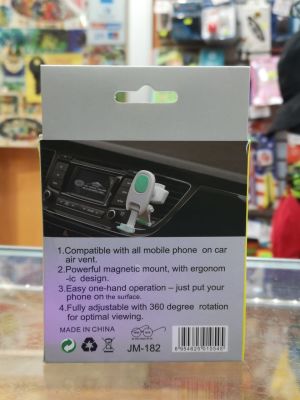 1.Compatible with all mobile phone on car
air vent.
2.Powerful magnetic mount, with ergonom
-ic design.
3.Easy one-hand operation – just put your
phone on the surface.
4.Fully adjustable with 360 degree rotation
for optimal viewing.
MADE IN CHINA
JM-182